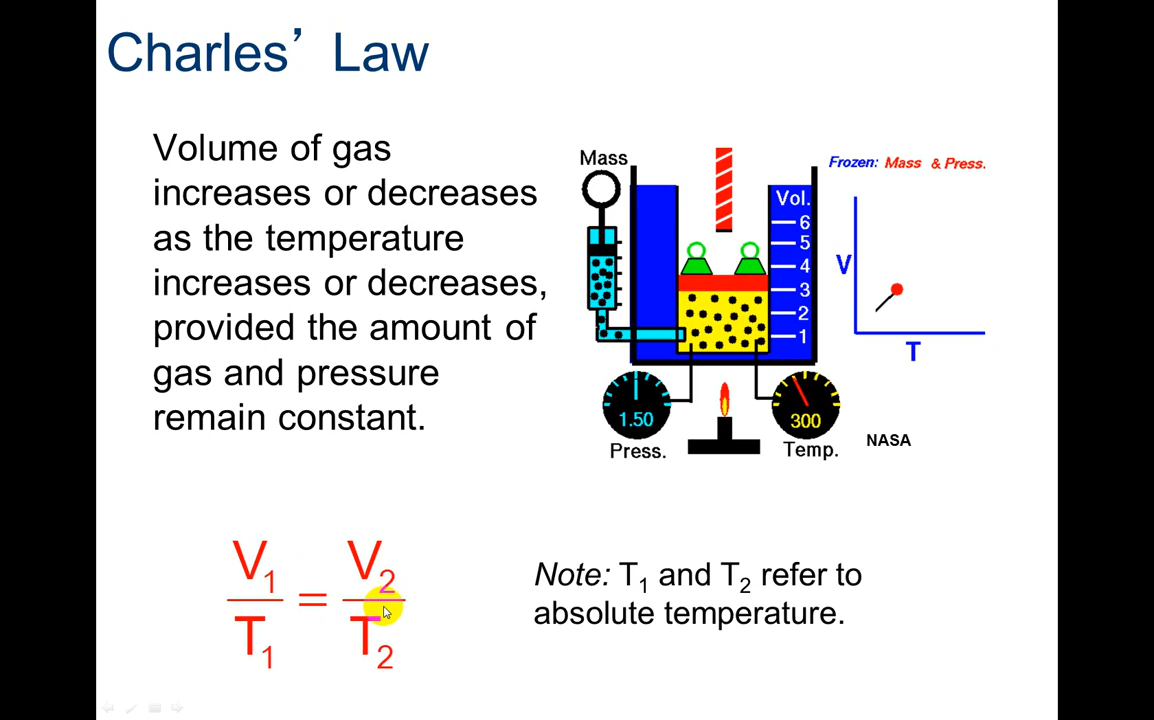 Charles’ Law
Volume of gas
increases or decreases
as the temperature
increases or decreases,
provided the amount of
gas and pressure
remain constant.
Mass
Vol.
6
5
4
3
2
1
1.50
Press.
300
Temp.
Frozen: Mass & Press.
V
T
NASA
V1 = V2
T1 T2
Note: T1 and T2 refer to
absolute temperature.